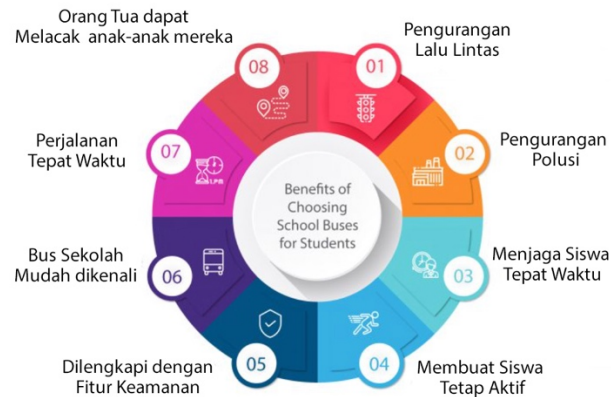 Orang Tua dapat
Melacak anak-anak mereka
08
01
Pengurangan
Lalu Lintas
Perjalanan
Tepat Waktu
07
02
Pengurangan
Polusi
Benefits of
Choosing
School Buses
for Students
Bus Sekolah
Mudah dikenali
06
03
Menjaga Siswa
Tepat Waktu
Dilengkapi dengan
Fitur Keamanan
05
04
Membuat Siswa
Tetap Aktif